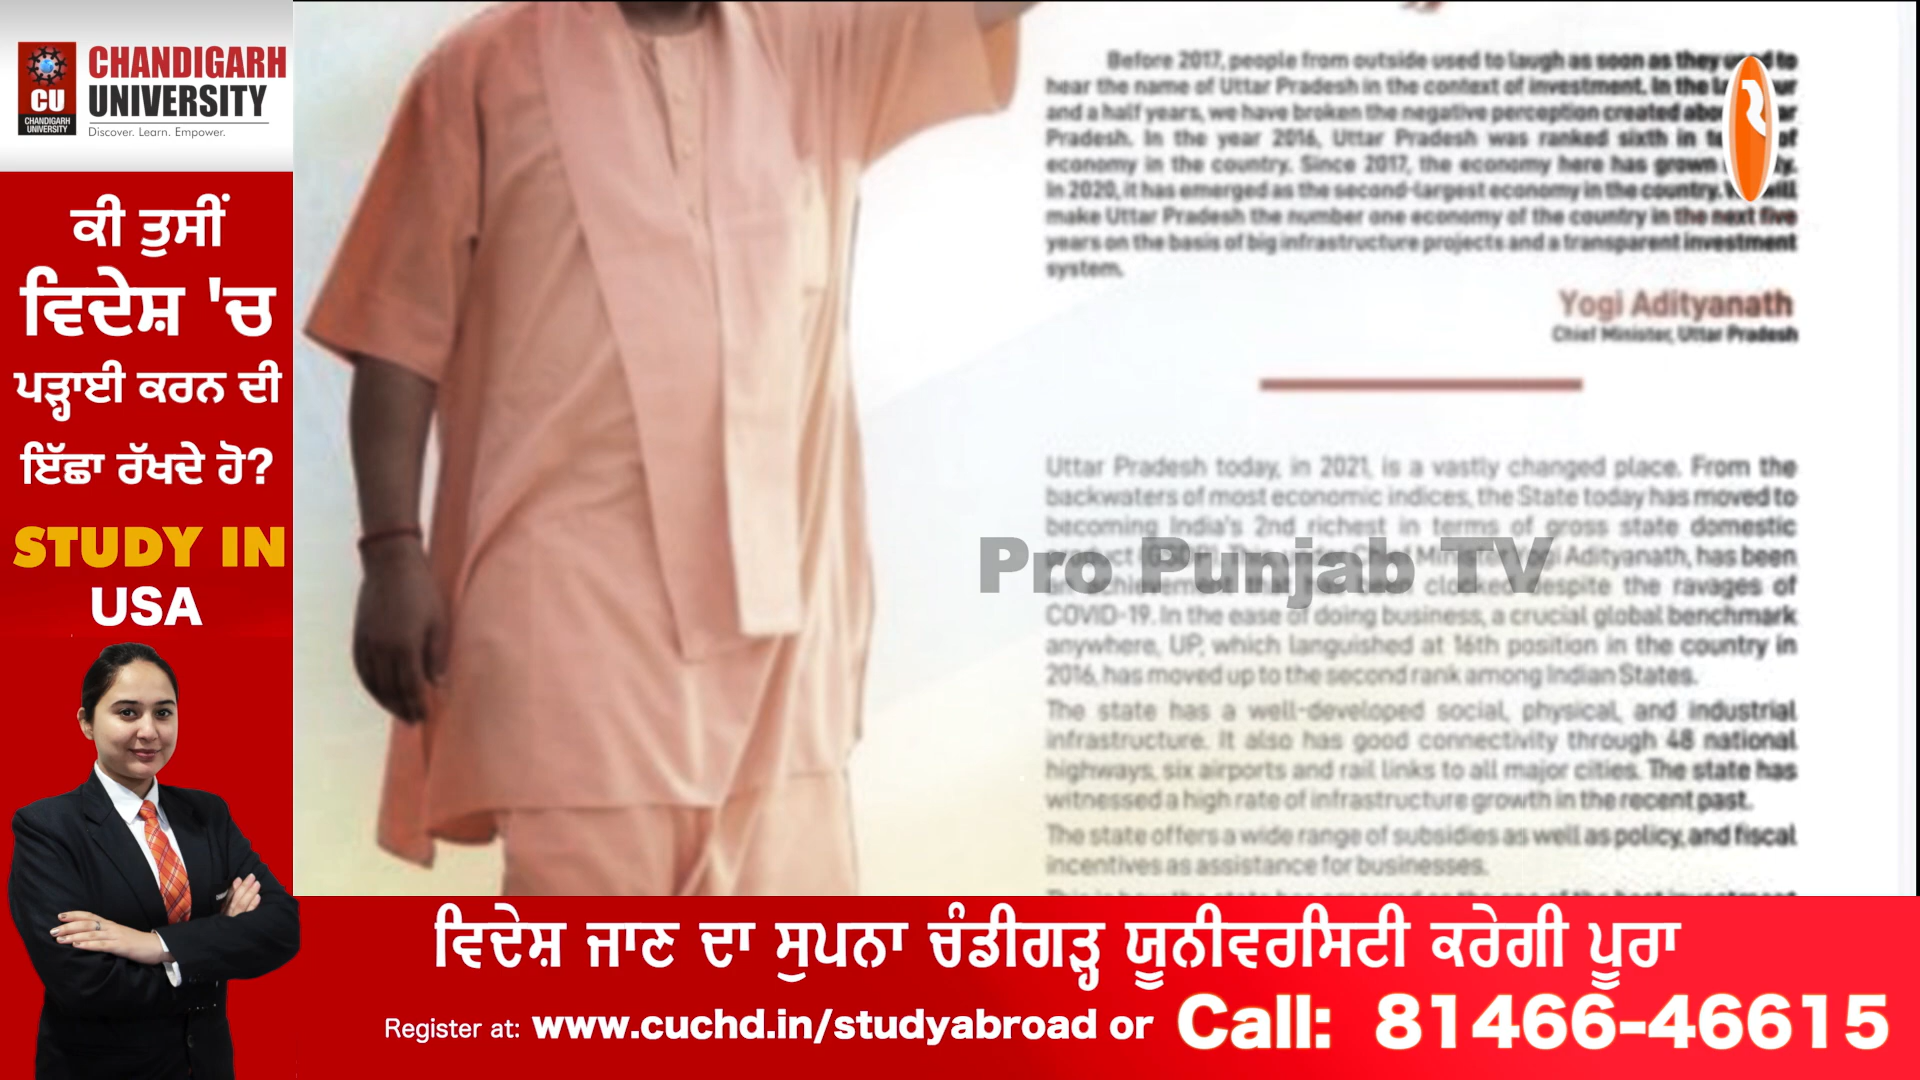 CHANDIGARH
UNIVERSITY
Discover. Learn. Empower.
CU
CHANDIGARH
UNIVERSITY
ਕੀ ਤੁਸੀਂ
ਵਿਦੇਸ਼ 'ਚ
ਪੜ੍ਹਾਈ ਕਰਨ ਦੀ
ਇੱਛਾ ਰੱਖਦੇ ਹੋ?
STUDY IN
USA
Before 2017, people from outside used to laugh as soon as they to
hear the name of Uttar Pradesh in the context of investment. In the
and a half years, we have broken the negative perception created
Pradesh. In the year 2016, Uttar Pradesh was ranked sixth in of
economy in the country. Since 2017, the economy here has grown
In 2020, it has emerged as the second-largest economy in the country.
make Uttar Pradesh the number one economy of the country in the next five
years on the basis of big infrastructure projects and a transparent investment
system.
Yogi Adityanath
Chief Minister, Uttar Pradesh
Uttar Pradesh today, in 2021, is a vastly changed place. From the
backwaters of most economic indices, the State today has moved to
becoming India's 2nd richest in terms of gross state domestic
Adityanath, has been
despite the ravages of
Pro Punjab TV
COVID-19. In the ease of doing business, a crucial global benchmark
anywhere, UP, which languished at 16th position in the country in
2016, has moved up to the second rank among Indian States.
The state has a well-developed social, physical, and industrial
infrastructure. It also has good connectivity through 48 national
highways, six airports and rail links to all major cities. The state has
witnessed a high rate of infrastructure growth in the recent past.
The state offers a wide range of subsidies as well as policy, and fiscal
incentives as assistance for businesses.
ਵਿਦੇਸ਼ ਜਾਣ ਦਾ ਸੁਪਨਾ ਚੰਡੀਗੜ੍ਹ ਯੂਨੀਵਰਸਿਟੀ ਕਰੇਗੀ ਪੂਰਾ
Register at: www.cuchd.in/studyabroad or Call: 81466-46615